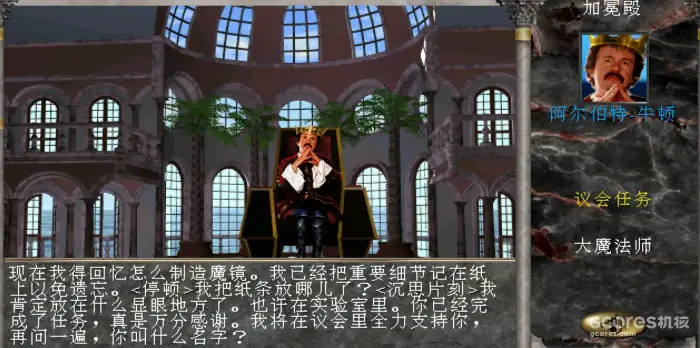 加冕殿
阿尔伯特·牛顿
议会任务
大魔法师
现在我得回忆怎么制造魔镜。我已经把重要细节记在纸
上以免遗忘。<停顿>我把纸条放哪儿了？<沉思片刻>我
肯定放在什么显眼地方了。也许在实验室里。你已经完
成了任务，真是万分感谢。我将在议会里全力支持你，
再问一遍，你叫什么名字？
gcores机核
gcores.com